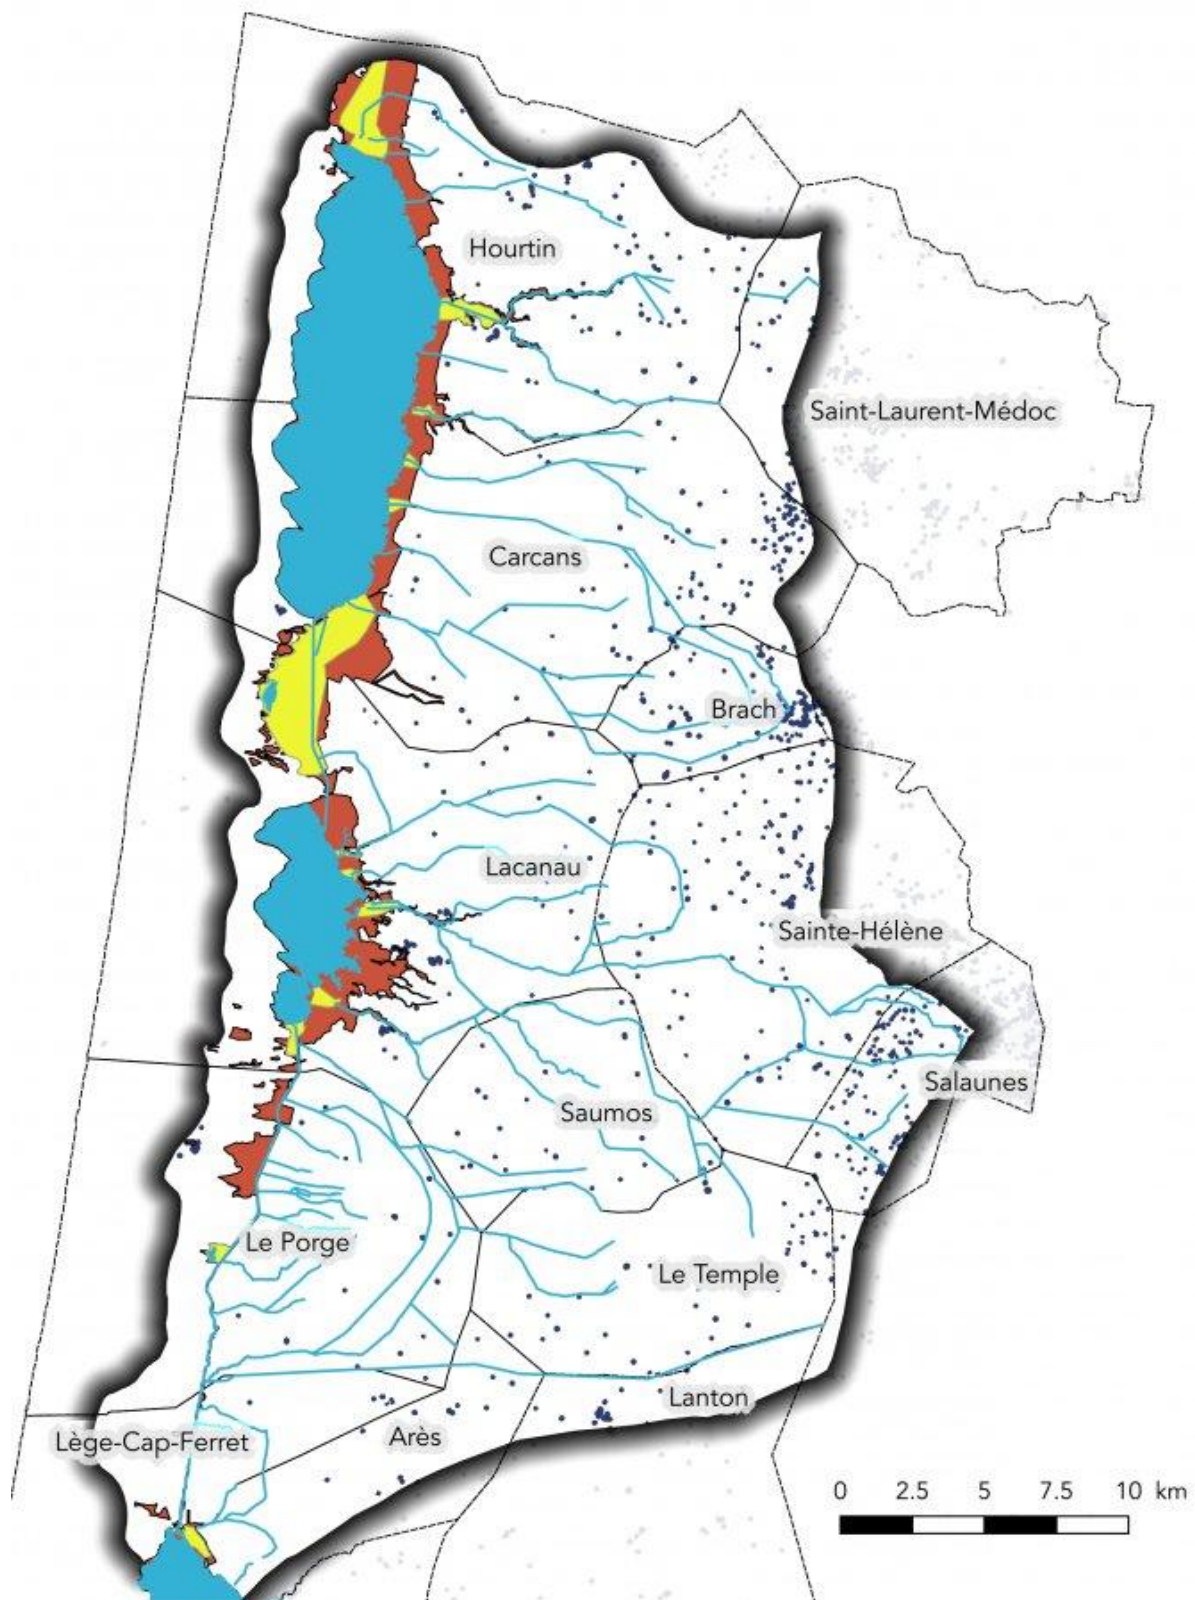 Hourtin
Saint-Laurent-Médoc
Carcans
Brach
Lacanau
Sainte-Hélène
Salaunes
Saumos
Le Porge
Le Temple
Lanton
Arès
Lège-Cap-Ferret
0 2.5 5 7.5 10 km